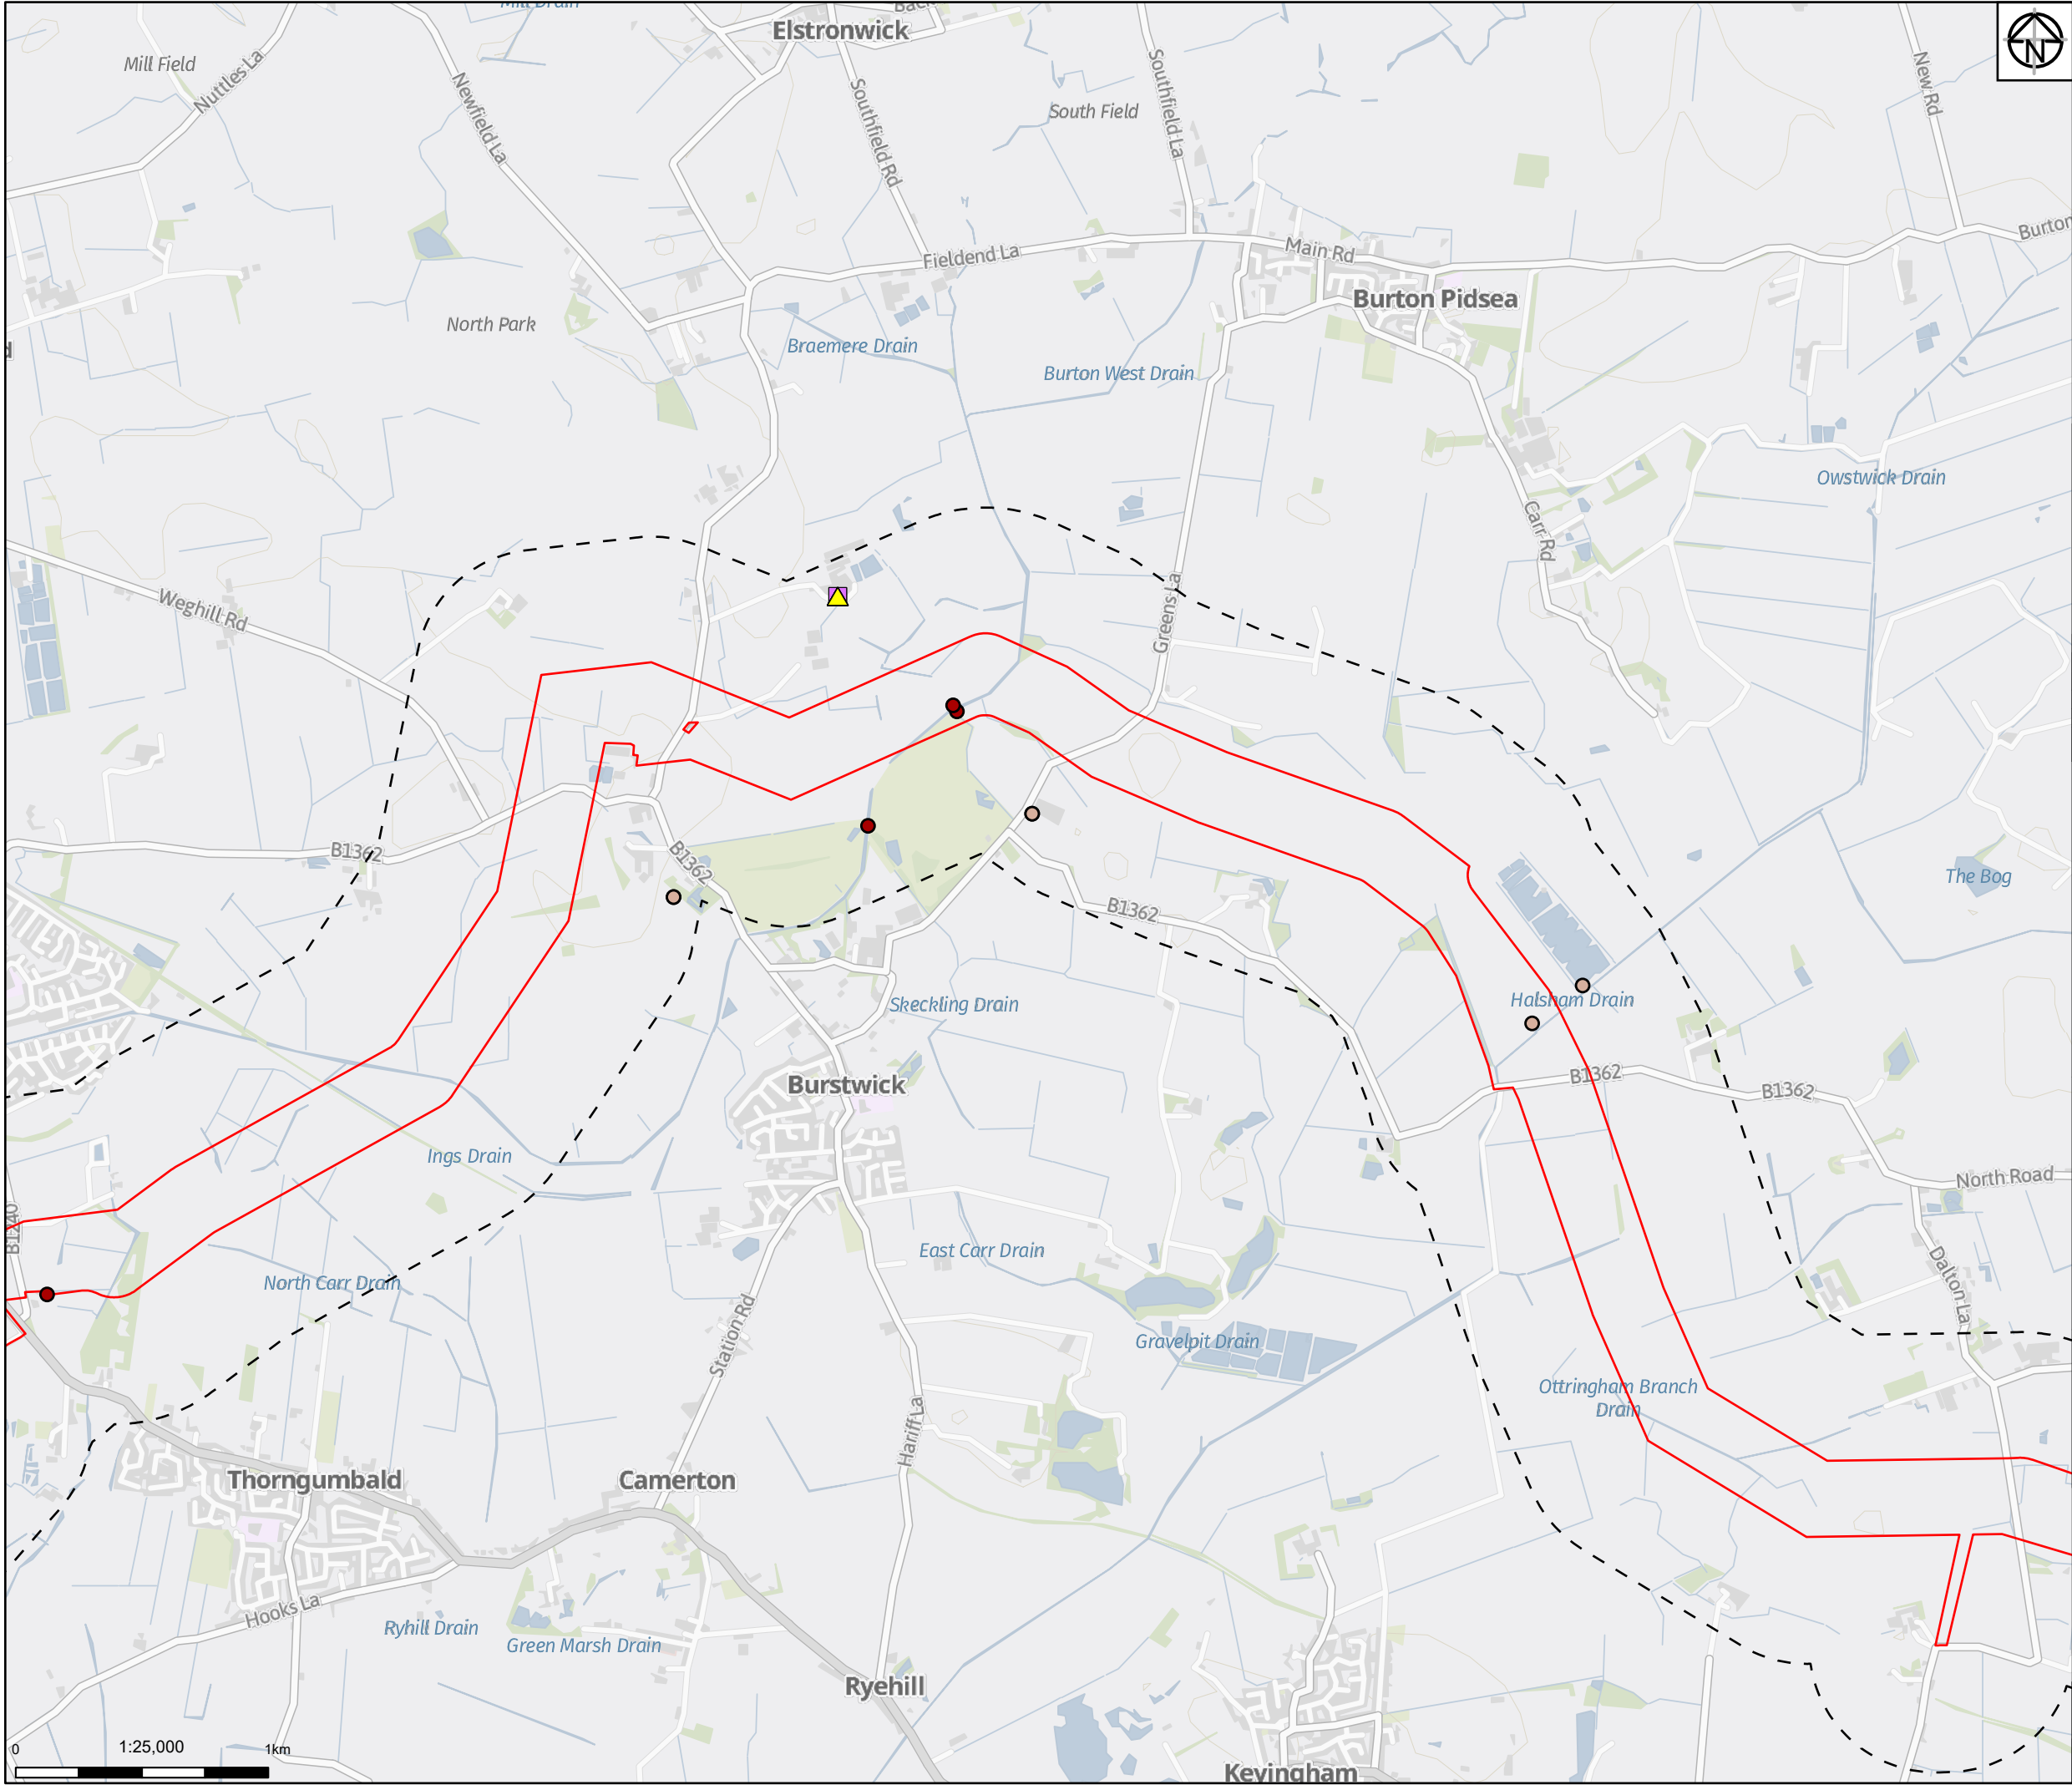 Mill Drain
Back
Elstronwick
N
Mill Field
Nuttles La
Newfield La
Southfield Rd
South Field
Southfield La
New Rd
Burton
Fieldend La
Main Rd
Burton Pidsea
North Park
Braemere Drain
Burton West Drain
d
Owstwick Drain
Carr Rd
Weghill Rd
Greens La
B1362
B1362
B1362
The Bog
Skeckling Drain
Halsham Drain
B1362
B1362
Burstwick
Ings Drain
North Road
B1240
North Carr Drain
East Carr Drain
Dalton La
Station Rd
Gravelpit Drain
Ottringham Branch
Drain
Hariff La
Thorngumbald
Camerton
Hooks La
Ryhill Drain
Green Marsh Drain
Ryehill
0
1:25,000
1km
Keyingham